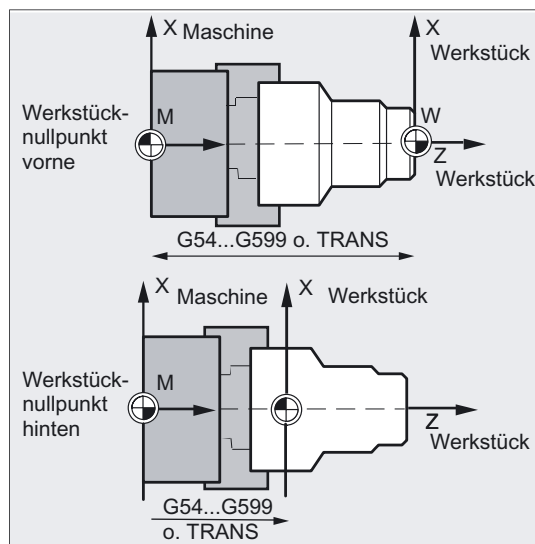 X Maschine
X
Werkstück
Werkstück-
nullpunkt
vorne
M
W
Z
Werkstück
G54...G599 o. TRANS
X Maschine
X Werkstück
Werkstück-
nullpunkt
hinten
M
Z
Werkstück
G54...G599
o. TRANS